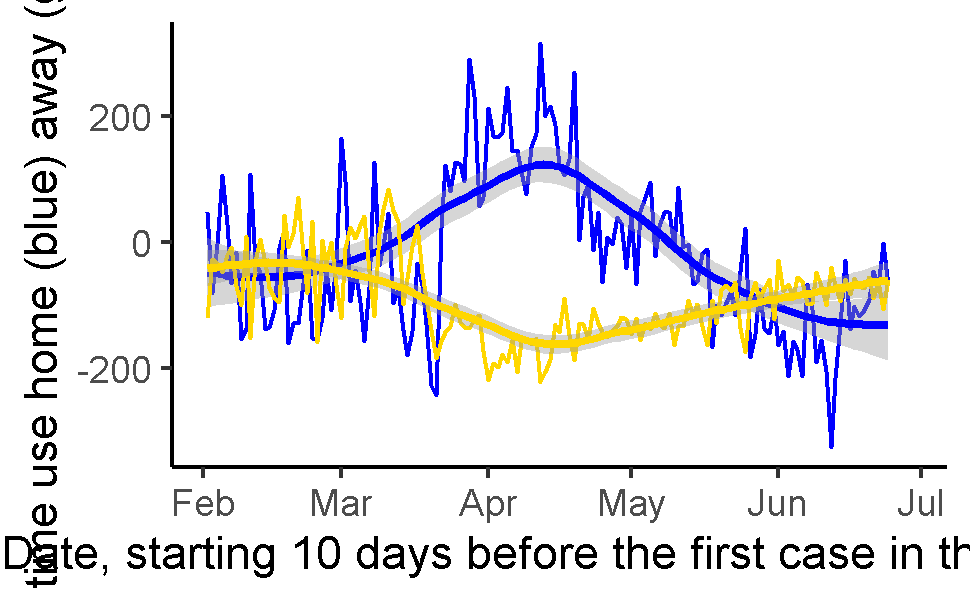 time use home (blue) away (
200
0
-200
Feb Mar Apr May Jun Jul
Date, starting 10 days before the first case in th